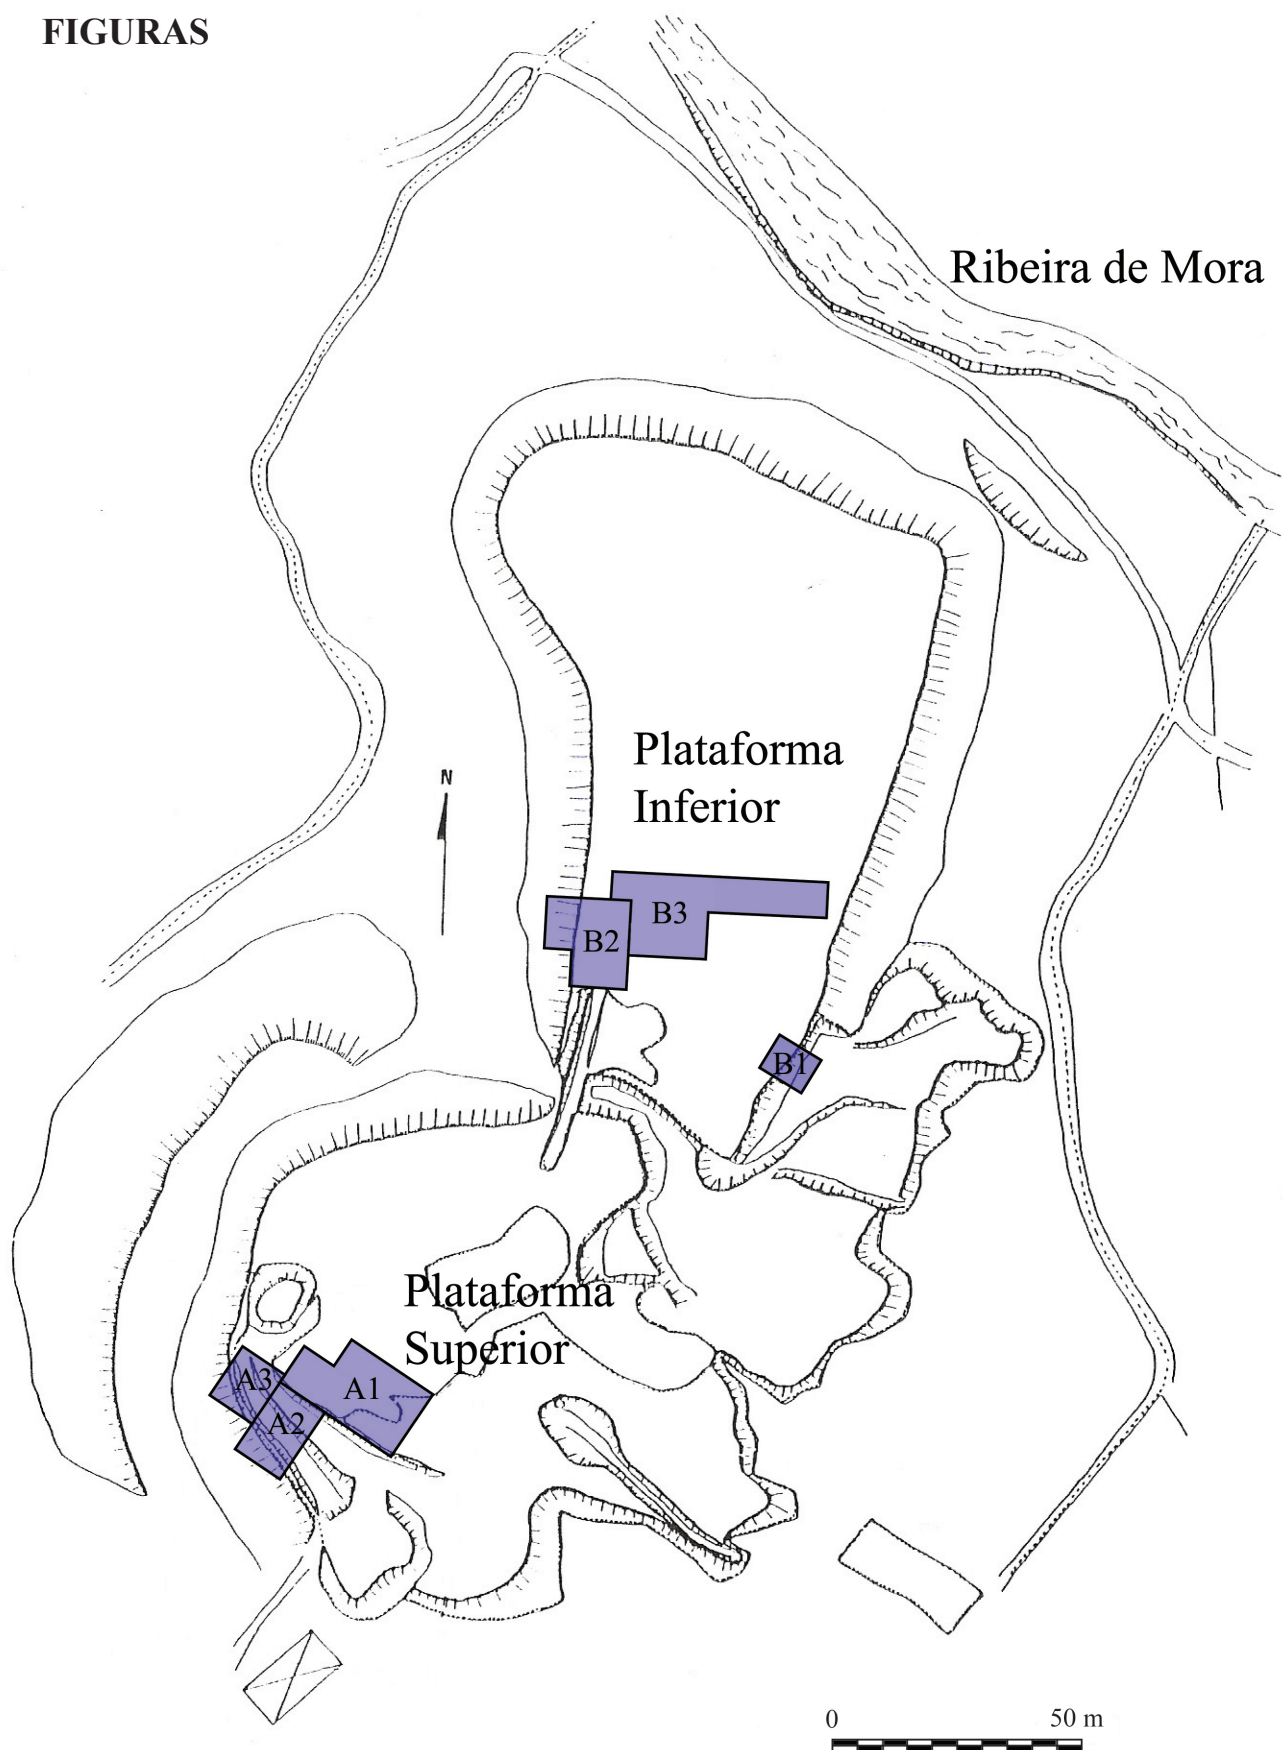 FIGURAS
Ribeira de Mora
Plataforma
Inferior
N
B3
B2
B1
Plataforma
Superior
A3
A1
A2
0 50 m